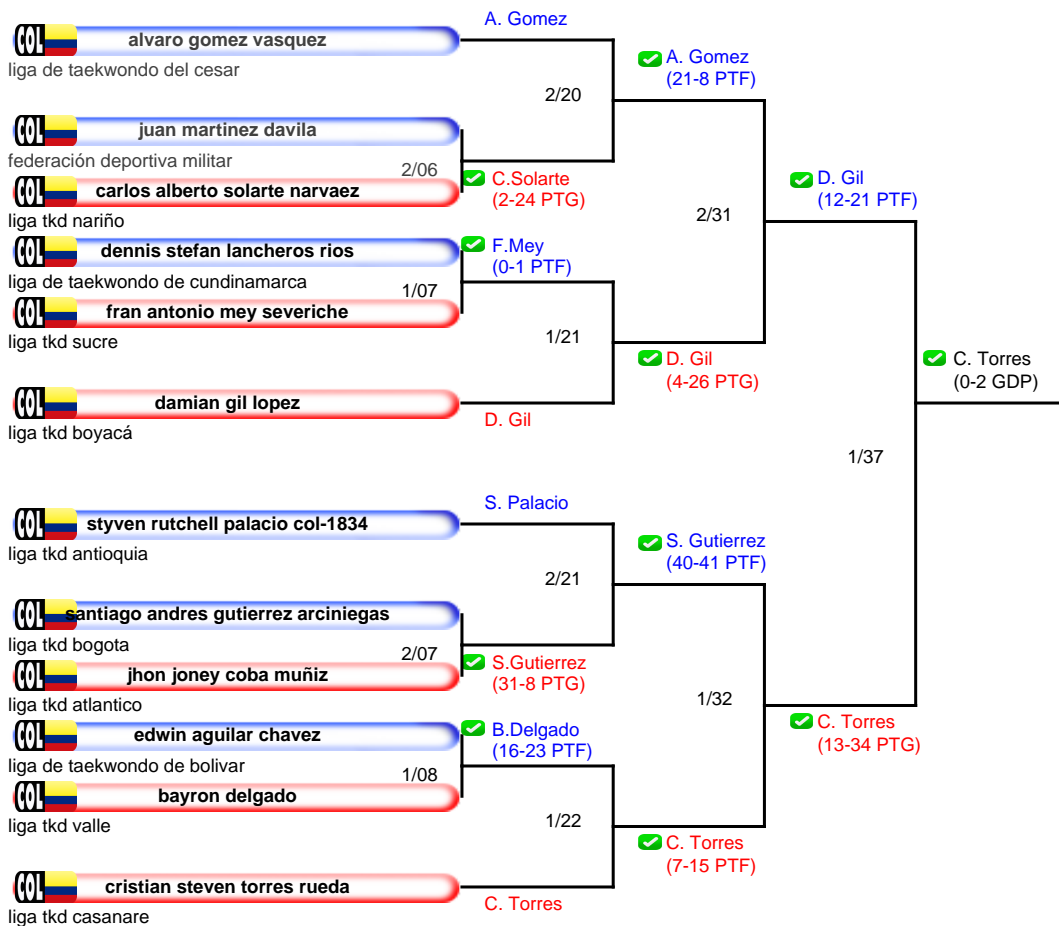 A. Gomez
COL alvaro gomez vasquez
liga de taekwondo del cesar
A. Gomez
(21-8 PTF)
2/20
COL juan martinez davila
federación deportiva militar
2/06
C.Solarte
(2-24 PTG)
COL carlos alberto solarte narvaez
liga tkd nariño
D. Gil
(12-21 PTF)
2/31
COL dennis stefan lancheros rios
F.Mey
(0-1 PTF)
liga de taekwondo de cundinamarca
1/07
COL fran antonio mey severiche
liga tkd sucre
1/21
D. Gil
(4-26 PTG)
C. Torres
(0-2 GDP)
COL damian gil lopez
D. Gil
liga tkd boyacá
1/37
S. Palacio
COL styven rutchell palacio col-1834
liga tkd antioquia
S. Gutierrez
(40-41 PTF)
2/21
COL santiago andres gutierrez arciniegas
liga tkd bogota
2/07
S.Gutierrez
(31-8 PTG)
COL jhon joney coba muñiz
liga tkd atlantico
1/32
C. Torres
(13-34 PTG)
COL edwin aguilar chavez
B.Delgado
(16-23 PTF)
liga de taekwondo de bolivar
1/08
COL bayron delgado
liga tkd valle
1/22
C. Torres
(7-15 PTF)
COL cristian steven torres rueda
C. Torres
liga tkd casanare